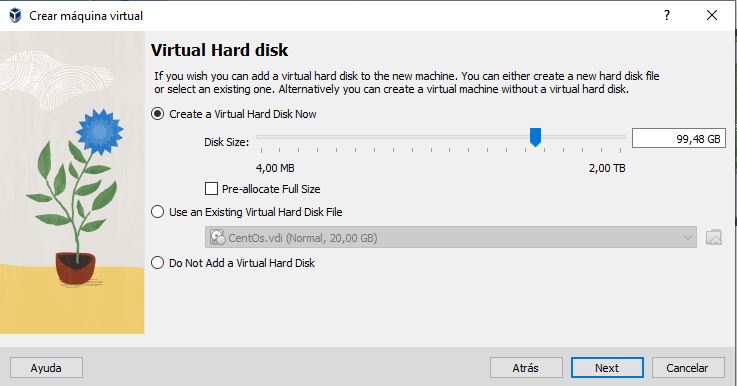 Crear máquina virtual
?
Virtual Hard disk
If you wish you can add a virtual hard disk to the new machine. You can either create a new hard disk file
or select an existing one. Alternatively you can create a virtual machine without a virtual hard disk.
Create a Virtual Hard Disk Now
Disk Size:
99,48 GB
4,00 MB
2,00 TB
Pre-allocate Full Size
Use an Existing Virtual Hard Disk File
CentOs.vdi (Normal, 20,00 GB)
Do Not Add a Virtual Hard Disk
Ayuda
Atrás
Next
Cancelar